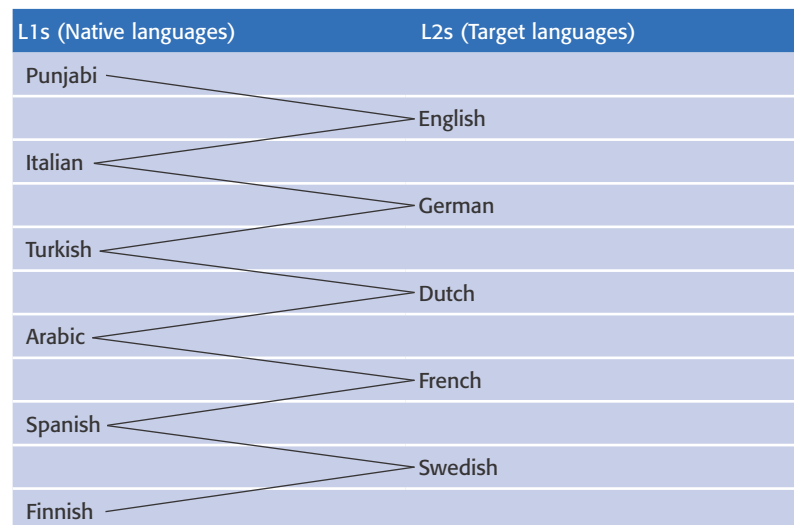 L1s (Native languages) L2s (Target languages)
Punjabi
English
Italian
German
Turkish
Dutch
Arabic
French
Spanish
Swedish
Finnish